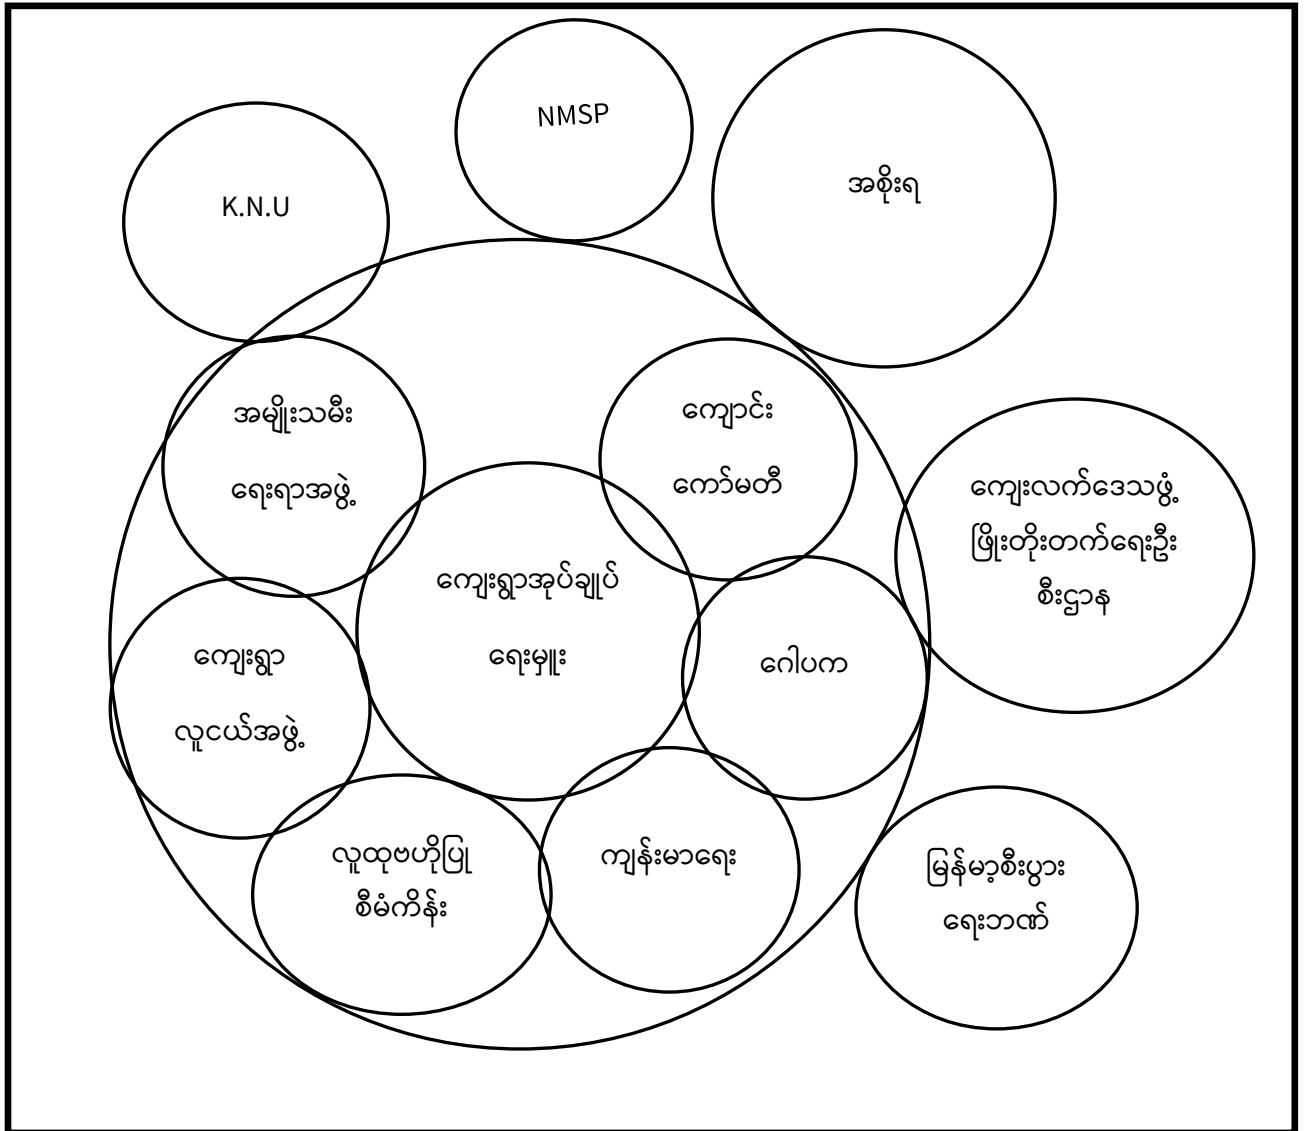 NMSP
K.N.U
အစိုးရ
အမျိုးသမီး
ရေးရာအဖွဲ့
ကျောင်း
ကော်မတီ
ကျေးလက်ဒေသဖွံ့
ဖြိုးတိုးတက်ရေးဦး
စီးဌာန
ကျေးရွာအုပ်ချုပ်
ရေးမှူး
ကျေးရွာ
လူငယ်အဖွဲ့
ဂေါပက
လူထုဗဟိုပြု
စီမံကိန်း
ကျန်းမာရေး
မြန်မာ့စီးပွား
ရေးဘဏ်